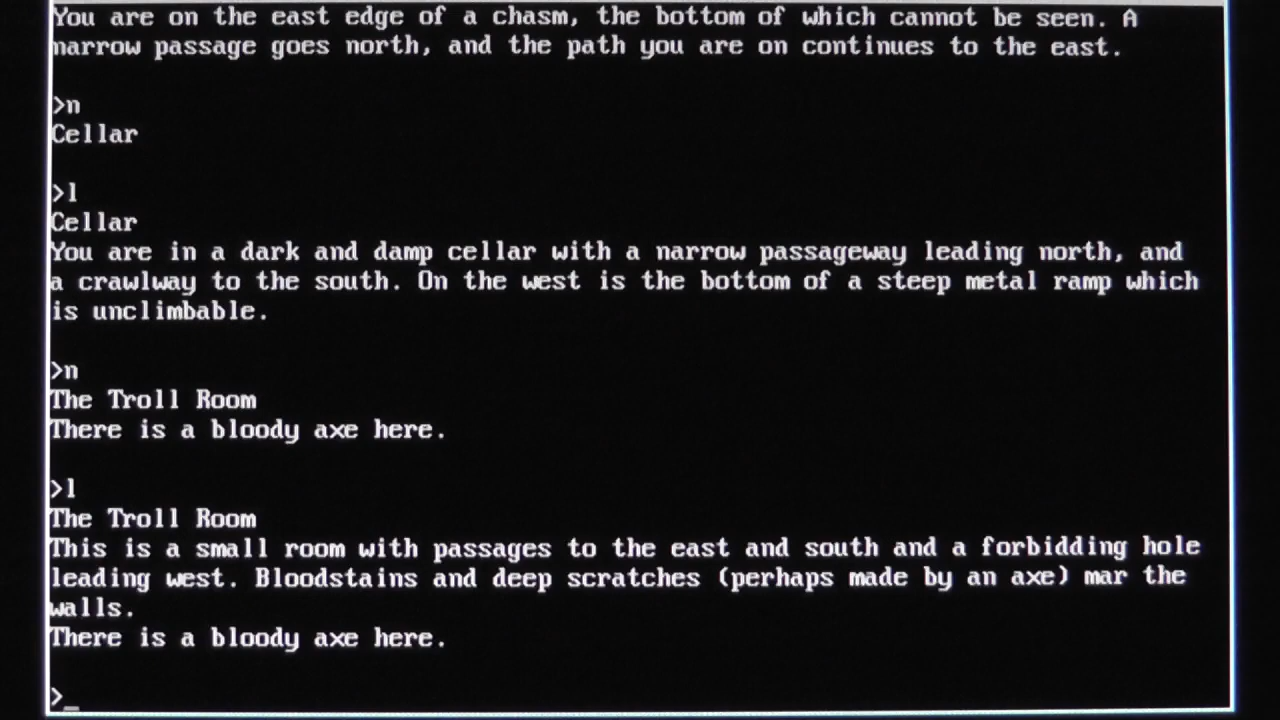 You are on the east edge of a chasm, the bottom of which cannot be seen. A
narrow passage goes north, and the path you are on continues to the east.
>n
Cellar
>l
Cellar
You are in a dark and damp cellar with a narrow passageway leading north, and
a crawlway to the south. On the west is the bottom of a steep metal ramp which
is unclimbable.
>n
The Troll Room
There is a bloody axe here.
>l
The Troll Room
This is a small room with passages to the east and south and a forbidding hole
leading west. Bloodstains and deep scratches (perhaps made by an axe) mar the
walls.
There is a bloody axe here.
>_